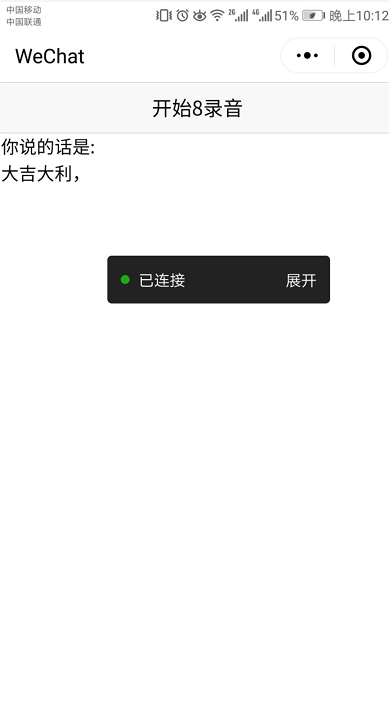 中国移动
中国联通
2G 4G 51% 晚上10:12
WeChat
开始8录音
你说的话是:
大吉大利，
已连接 展开